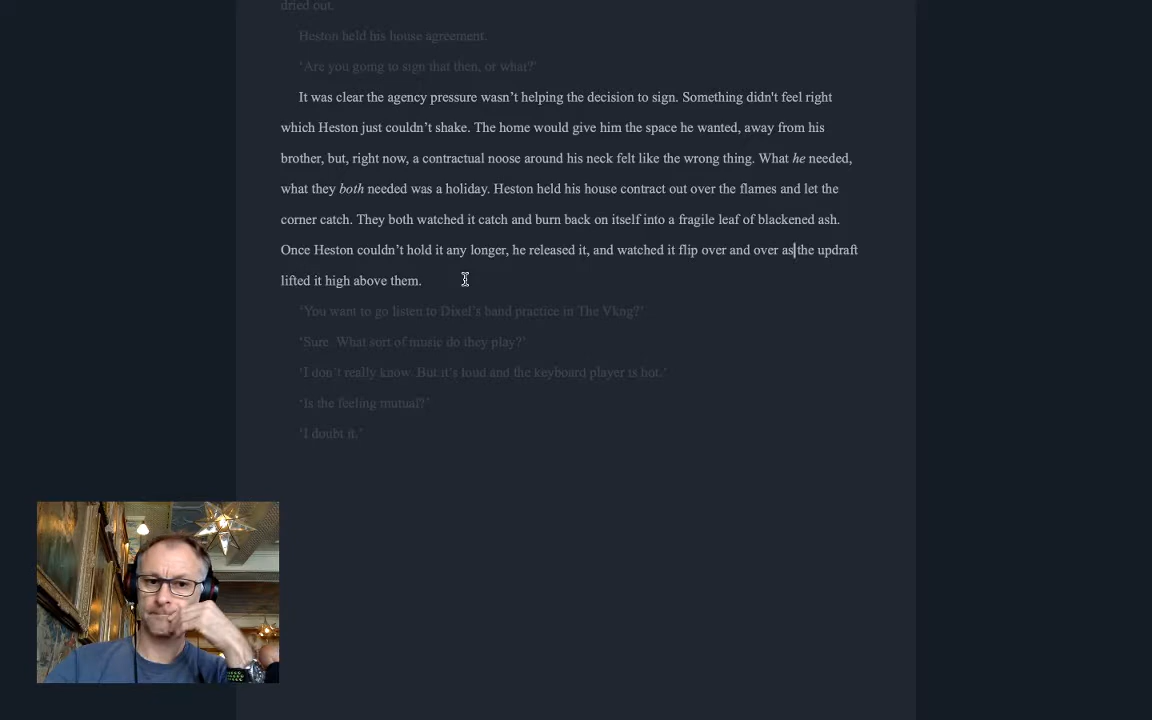 dried out.
Heston held his house agreement.
‘Are you going to sign that then, or what?’
It was clear the agency pressure wasn’t helping the decision to sign. Something didn't feel right
which Heston just couldn’t shake. The home would give him the space he wanted, away from his
brother, but, right now, a contractual noose around his neck felt like the wrong thing. What he needed,
what they both needed was a holiday. Heston held his house contract out over the flames and let the
corner catch. They both watched it catch and burn back on itself into a fragile leaf of blackened ash.
Once Heston couldn’t hold it any longer, he released it, and watched it flip over and over as the updraft
lifted it high above them.
‘You want to go listen to Dixel’s band practice in The Vkng?’
‘Sure. What sort of music do they play?’
‘I don’t really know. But it’s loud and the keyboard player is hot.’
‘Is the feeling mutual?’
‘I doubt it.’